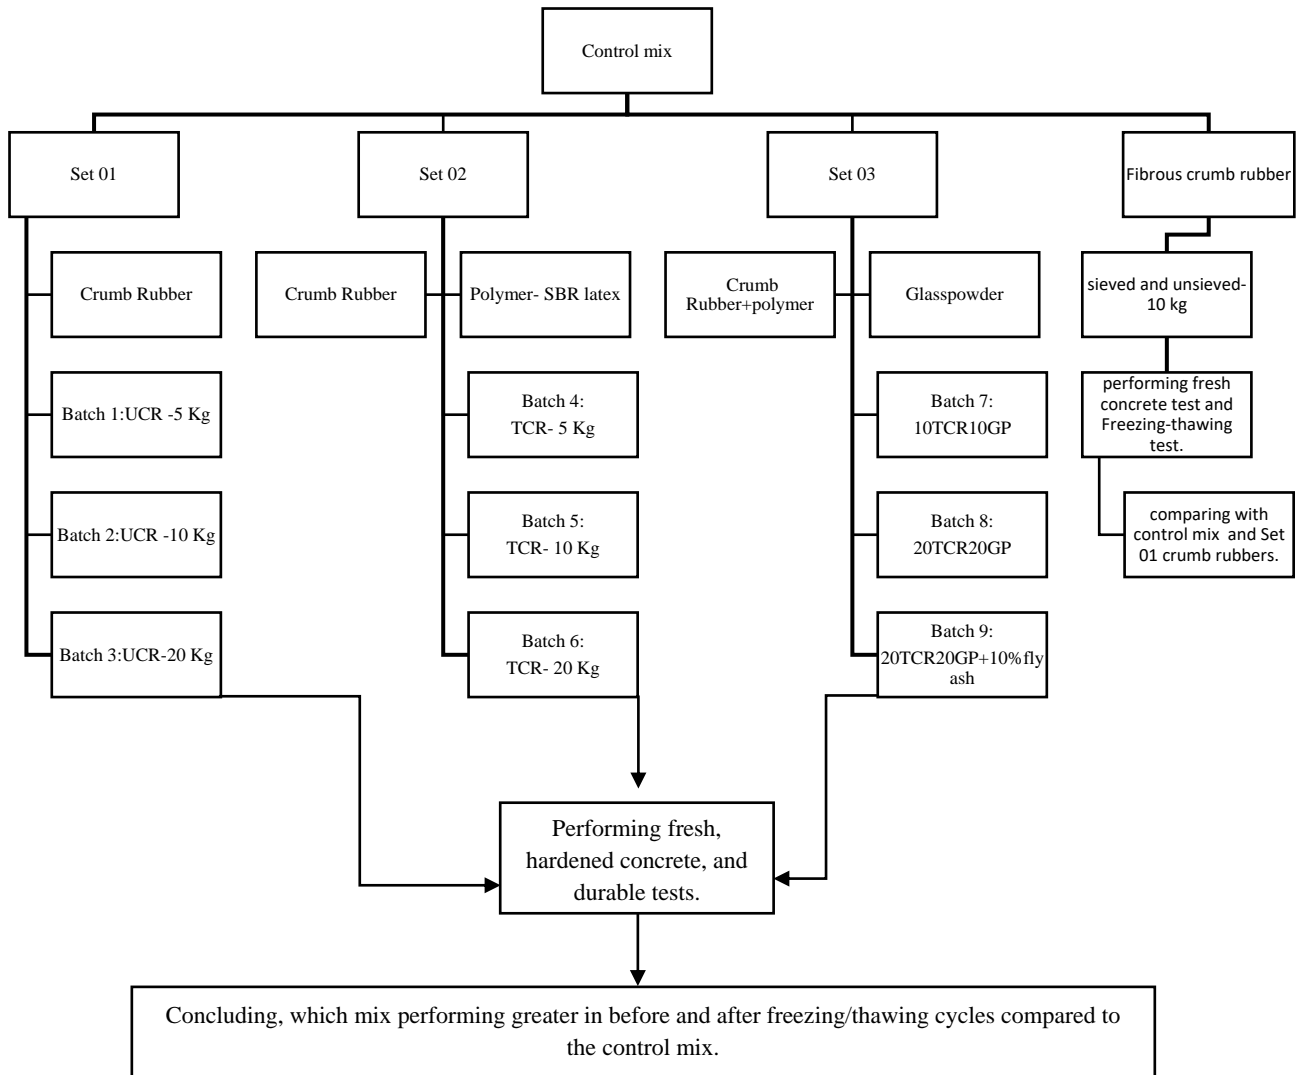 Control mix
Set 01
Set 02
Set 03
Fibrous crumb rubber
Crumb Rubber
Crumb Rubber
Polymer- SBR latex
Crumb
Rubber+polymer
Glasspowder
sieved and unsieved-
10 kg
Batch 1:UCR -5 Kg
Batch 4:
TCR- 5 Kg
Batch 7:
10TCR10GP
performing fresh
concrete test and
Freezing-thawing
test.
Batch 2:UCR -10 Kg
Batch 5:
TCR- 10 Kg
Batch 8:
20TCR20GP
comparing with
control mix and Set
01 crumb rubbers.
Batch 3:UCR-20 Kg
Batch 6:
TCR- 20 Kg
Batch 9:
20TCR20GP+10%fly
ash
Performing fresh,
hardened concrete, and
durable tests.
Concluding, which mix performing greater in before and after freezing/thawing cycles compared to
the control mix.